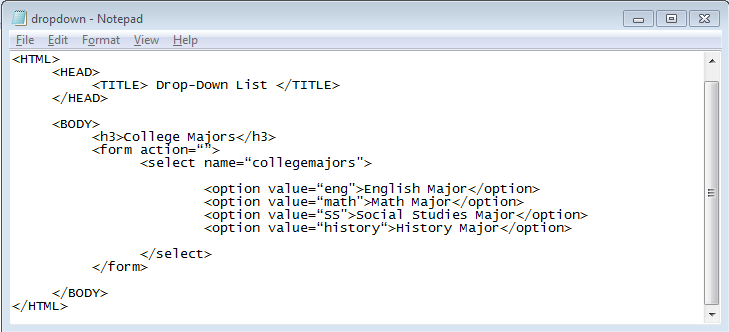 dropdown - Notepad
File Edit Format View Help
<HTML>
<HEAD>
<TITLE> Drop-Down List </TITLE>
</HEAD>
<BODY>
<h3>College Majors</h3>
<form action=“”>
<select name=“collegemajors”>
<option value=“eng”>English Major</option>
<option value=“math”>Math Major</option>
<option value=“SS”>Social Studies Major</option>
<option value=“history“>History Major</option>
</select>
</form>
</BODY>
</HTML>